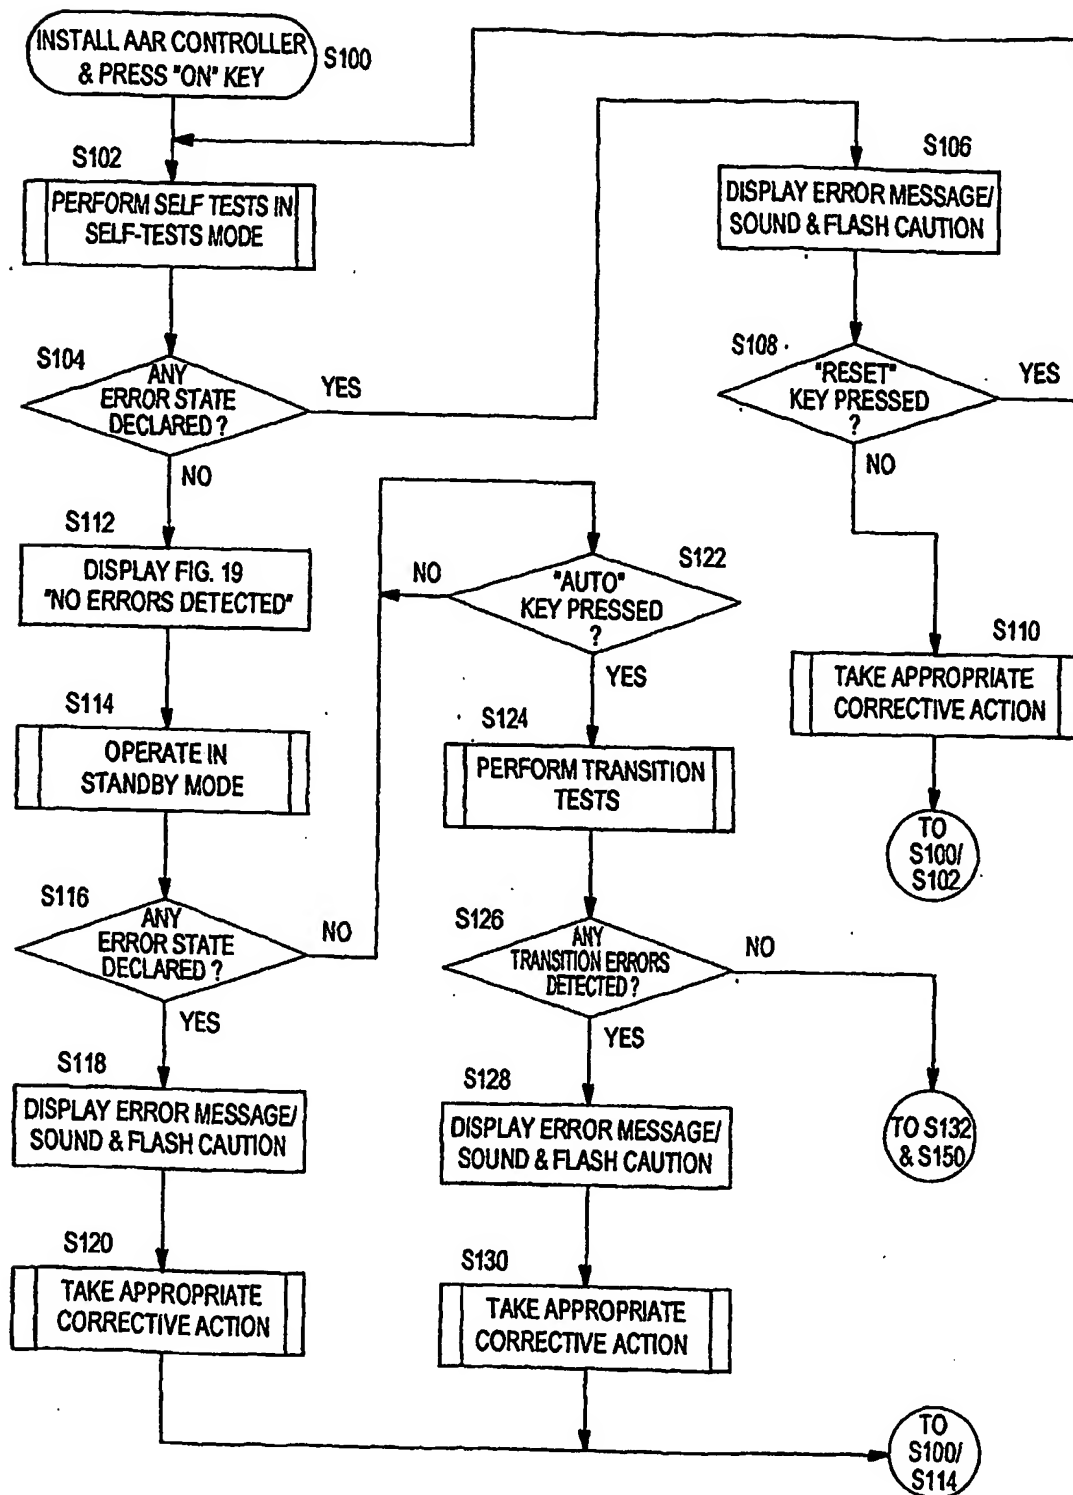 INSTALL AAR CONTROLLER
& PRESS "ON" KEY
S100
S102
PERFORM SELF TESTS IN
SELF-TESTS MODE
S104
ANY
ERROR STATE
DECLARED ?
YES
NO
S106
DISPLAY ERROR MESSAGE/
SOUND & FLASH CAUTION
S108
"RESET"
KEY PRESSED
?
YES
NO
S110
TAKE APPROPRIATE
CORRECTIVE ACTION
TO
S100/
S102
S112
DISPLAY FIG. 19
"NO ERRORS DETECTED"
S114
OPERATE IN
STANDBY MODE
S116
ANY
ERROR STATE
DECLARED ?
NO
YES
S118
DISPLAY ERROR MESSAGE/
SOUND & FLASH CAUTION
S120
TAKE APPROPRIATE
CORRECTIVE ACTION
S122
"AUTO"
KEY PRESSED
?
NO
YES
S124
PERFORM TRANSITION
TESTS
S126
ANY
TRANSITION ERRORS
DETECTED ?
NO
YES
TO S132
& S150
S128
DISPLAY ERROR MESSAGE/
SOUND & FLASH CAUTION
S130
TAKE APPROPRIATE
CORRECTIVE ACTION
TO
S100/
S114